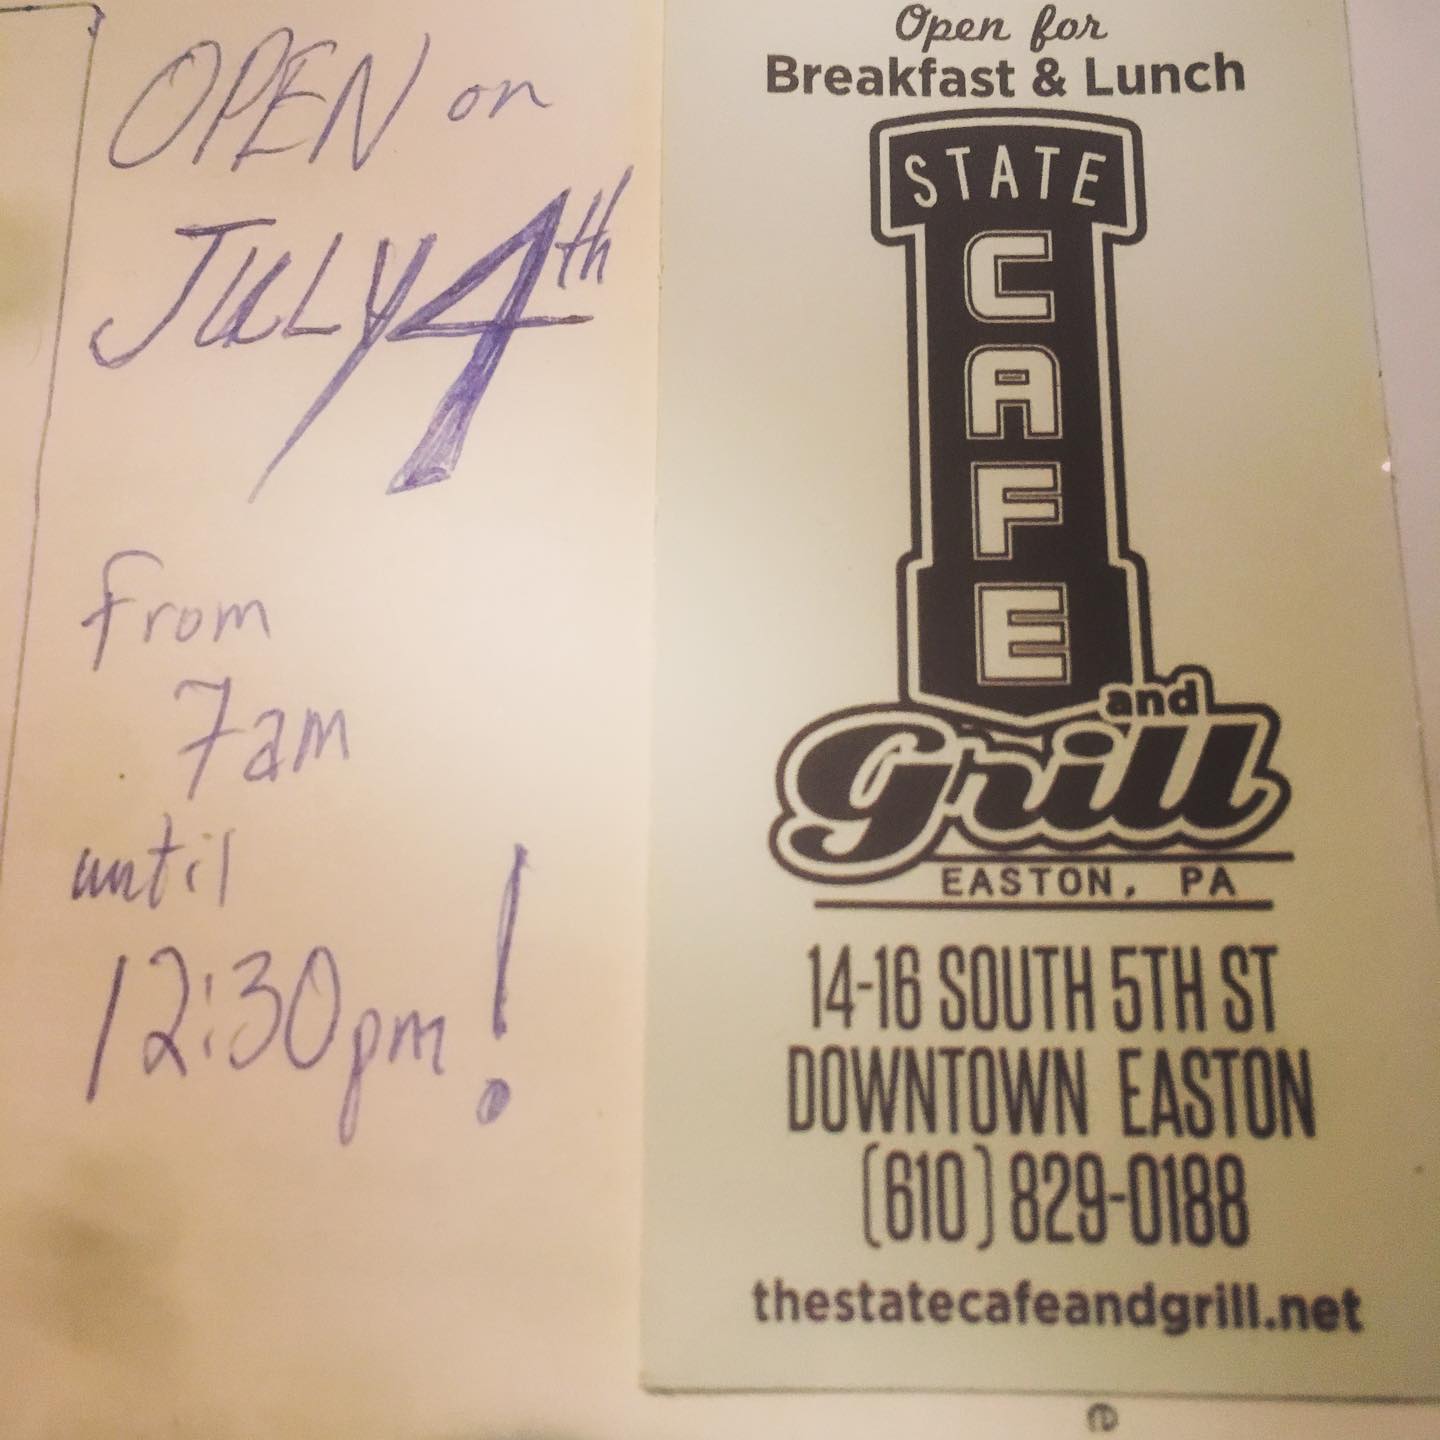 OPEN on
JULY 4th
from
7am
until
12:30pm!
Open for
Breakfast & Lunch
STATE
CAFE
and
Grill
EASTON, PA
14-16 SOUTH 5TH ST
DOWNTOWN EASTON
(610) 829-0188
thestatecafeandgrill.net